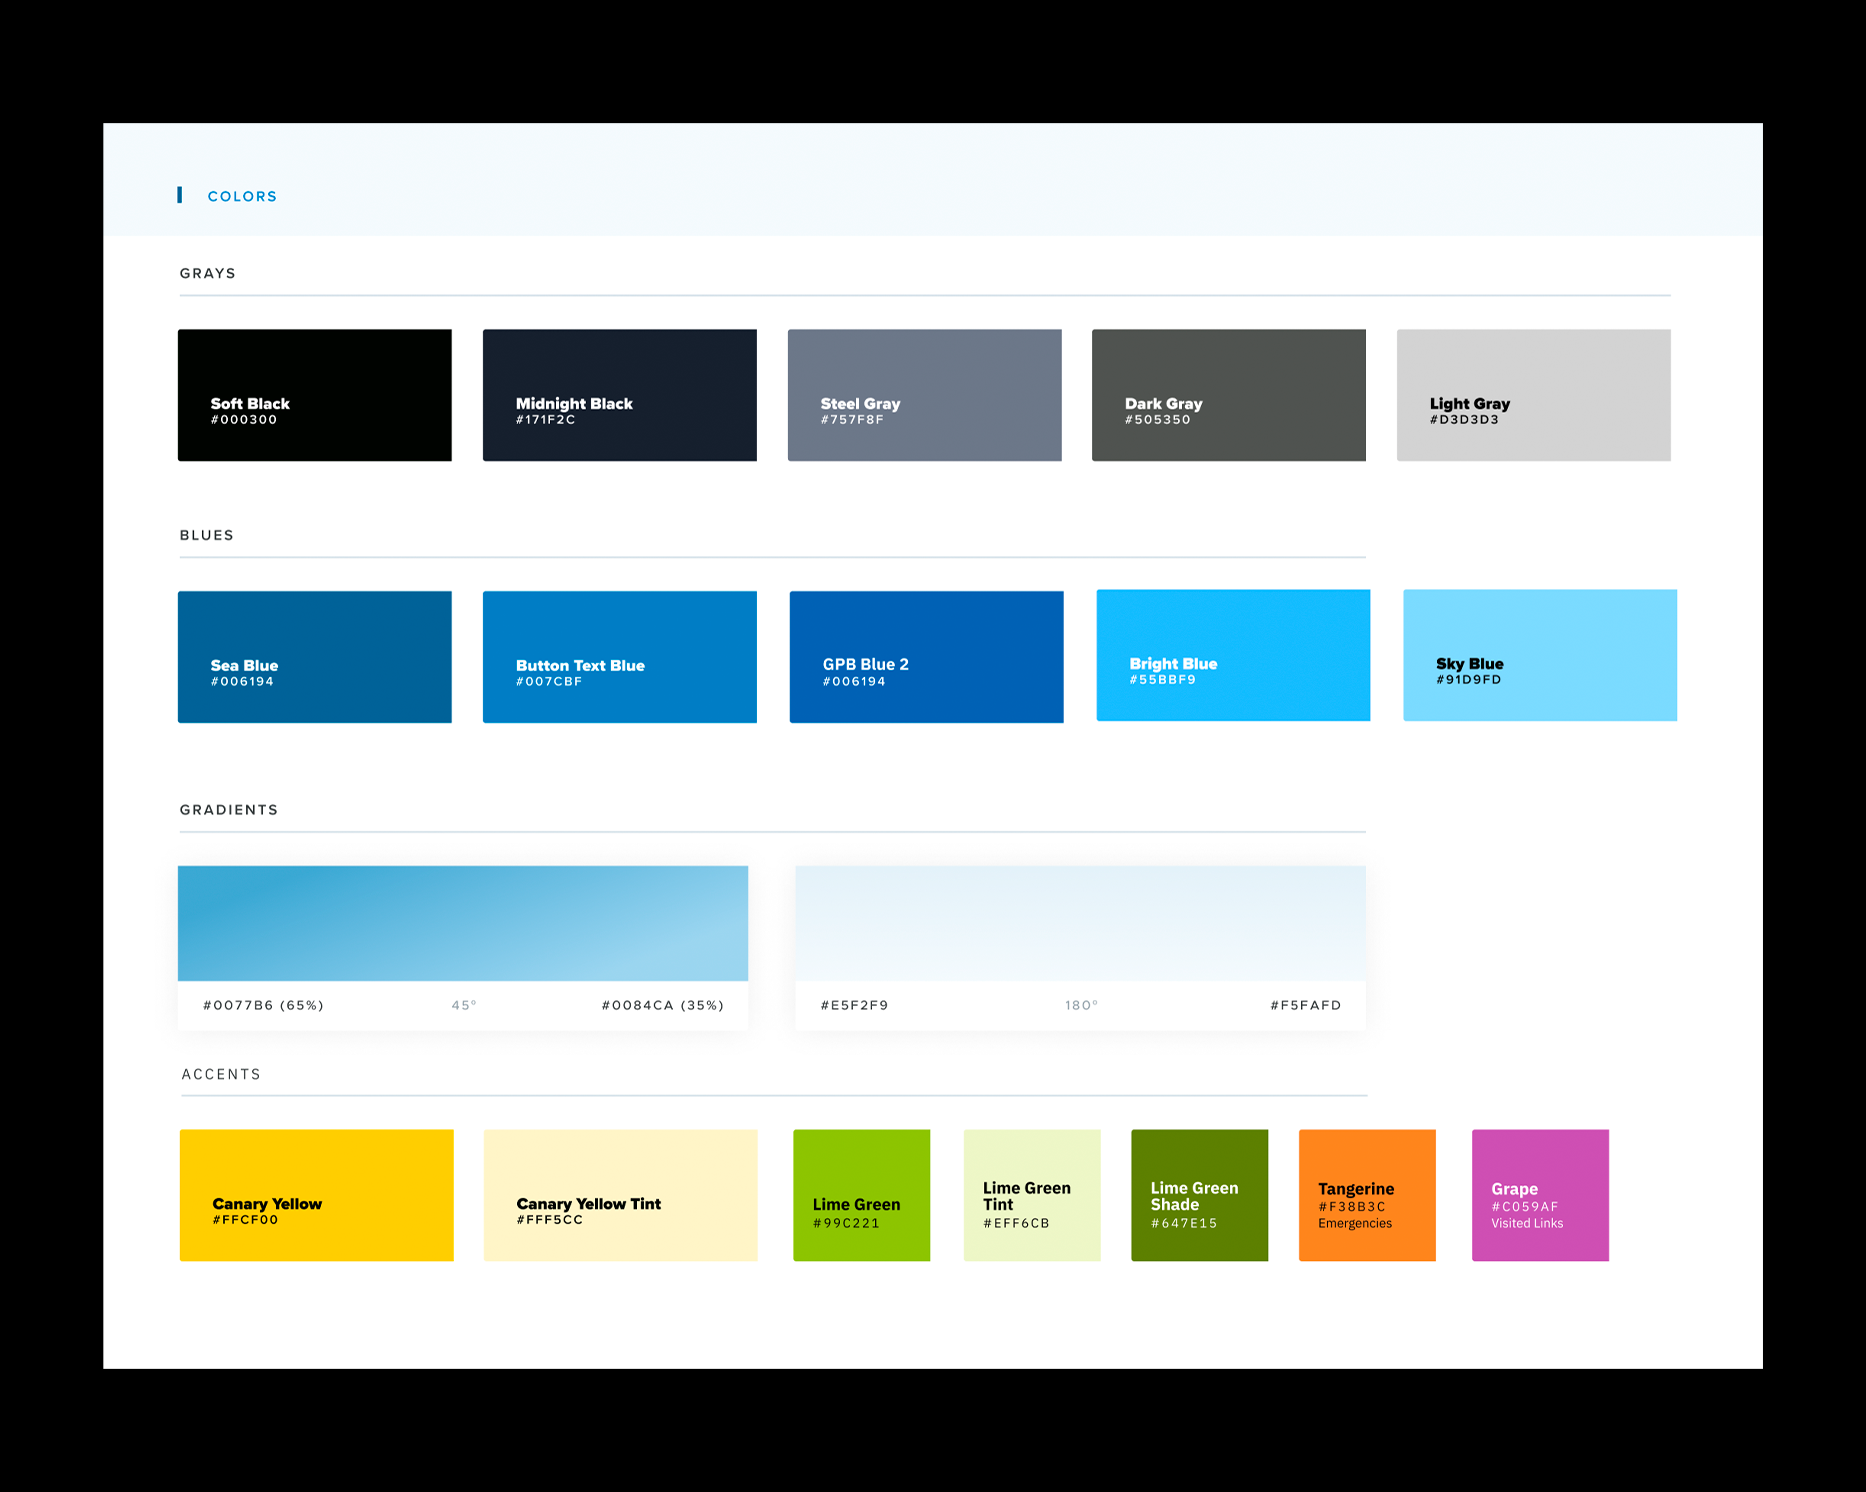 COLORS
GRAYS
Soft Black
#000300
Midnight Black
#171F2C
Steel Gray
#757F8F
Dark Gray
#505350
Light Gray
#D3D3D3
BLUES
Sea Blue
#006194
Button Text Blue
#007CBF
GPB Blue 2
#006194
Bright Blue
#55BBF9
Sky Blue
#91D9FD
GRADIENTS
#0077B6 (65%)
45°
#0084CA (35%)
#E5F2F9
180°
#F5FAFD
ACCENTS
Canary Yellow
#FFCF00
Canary Yellow Tint
#FFF5CC
Lime Green
#99C221
Lime Green
Tint
#EFF6CB
Lime Green
Shade
#647E15
Tangerine
#F38B3C
Emergencies
Grape
#C059AF
Visited Links